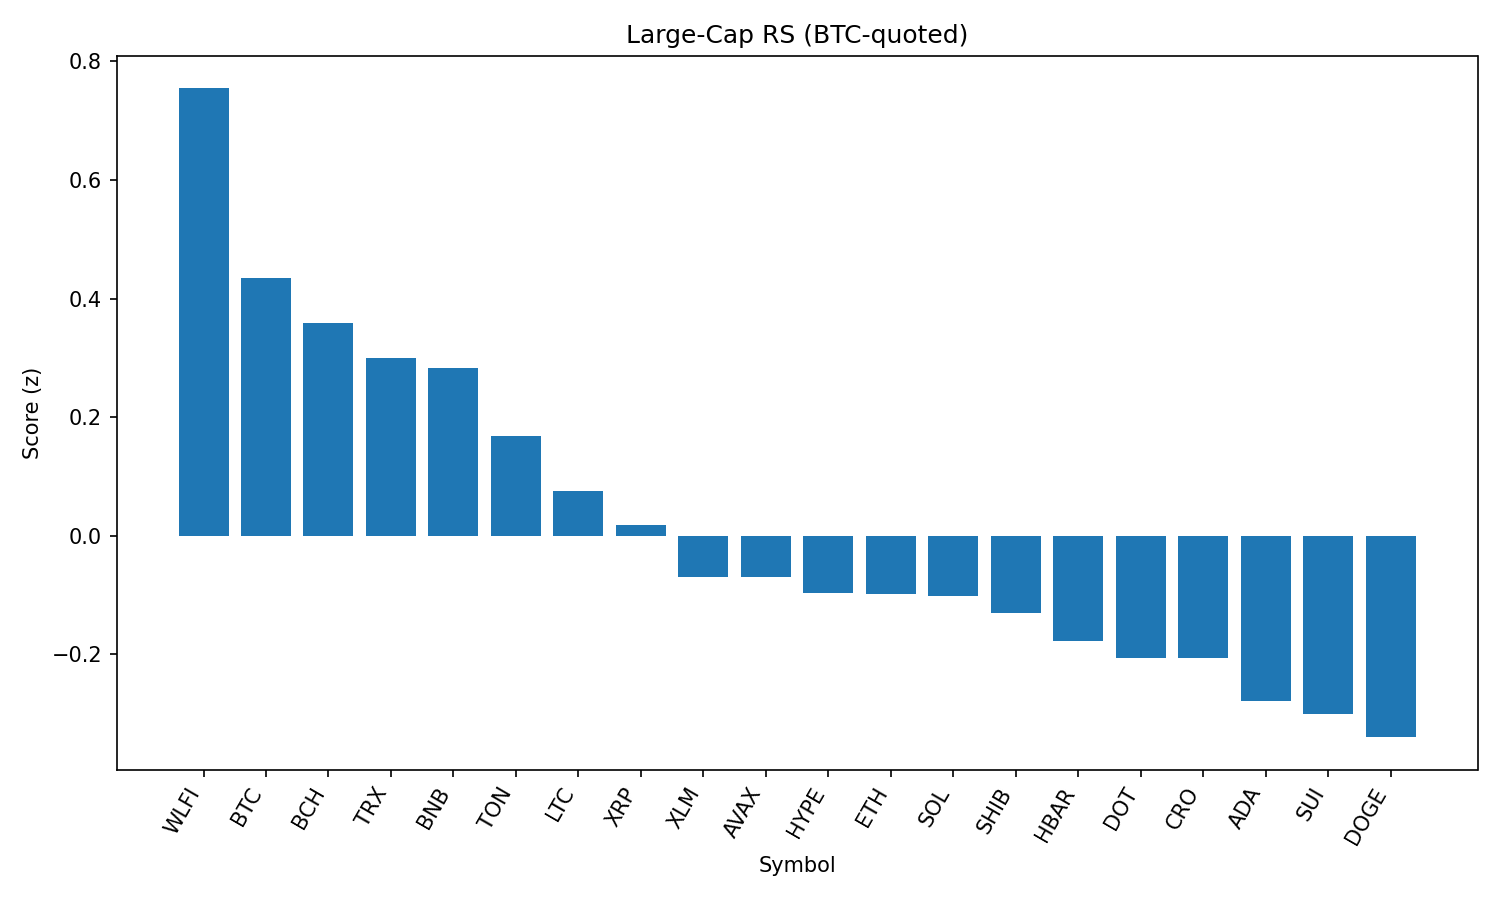 Large-Cap RS (BTC-quoted)
0.8
0.6
0.4
0.2
0.0
−0.2
Score (z)
WLFI
BTC
BCH
TRX
BNB
TON
LTC
XRP
XLM
AVAX
HYPE
ETH
SOL
SHIB
HBAR
DOT
CRO
ADA
SUI
DOGE
Symbol